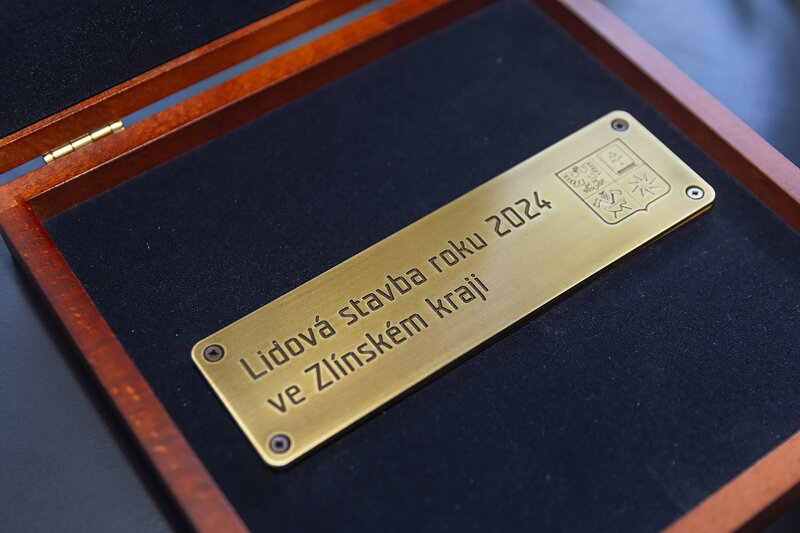 Lidová stavba roku 2024
ve Zlínském kraji